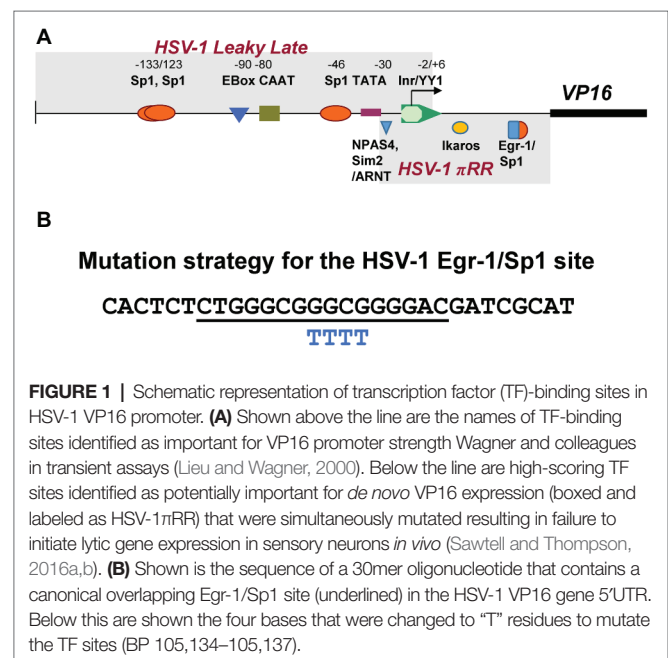 A
HSV-1 Leaky Late
-133/123 -90 -80 -46 -30 -2/+6
Sp1, Sp1 EBox CAAT Sp1 TATA Inr/YY1
VP16
NPAS4, Ikaros Egr-1/
Sim2 Sp1
/ARNT HSV-1 πRR
B
Mutation strategy for the HSV-1 Egr-1/Sp1 site
CACTCTCTGGGCGGGCGGGGACGATCGCAT
TTTT
FIGURE 1 | Schematic representation of transcription factor (TF)-binding sites in
HSV-1 VP16 promoter. (A) Shown above the line are the names of TF-binding
sites identified as important for VP16 promoter strength Wagner and colleagues
in transient assays (Lieu and Wagner, 2000). Below the line are high-scoring TF
sites identified as potentially important for de novo VP16 expression (boxed and
labeled as HSV-1πRR) that were simultaneously mutated resulting in failure to
initiate lytic gene expression in sensory neurons in vivo (Sawtell and Thompson,
2016a,b). (B) Shown is the sequence of a 30mer oligonucleotide that contains a
canonical overlapping Egr-1/Sp1 site (underlined) in the HSV-1 VP16 gene 5′UTR.
Below this are shown the four bases that were changed to “T” residues to mutate
the TF sites (BP 105,134–105,137).